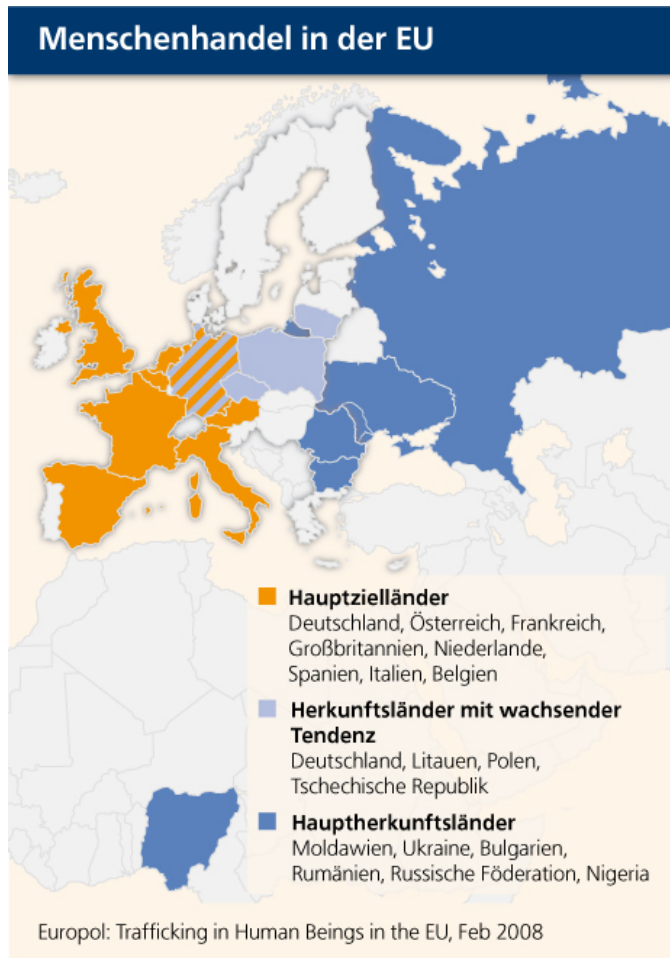 Menschenhandel in der EU
Hauptzielländer
Deutschland, Österreich, Frankreich,
Großbritannien, Niederlande,
Spanien, Italien, Belgien
Herkunftsländer mit wachsender
Tendenz
Deutschland, Litauen, Polen,
Tschechische Republik
Hauptherkunftsländer
Moldawien, Ukraine, Bulgarien,
Rumänien, Russische Föderation, Nigeria
Europol: Trafficking in Human Beings in the EU, Feb 2008